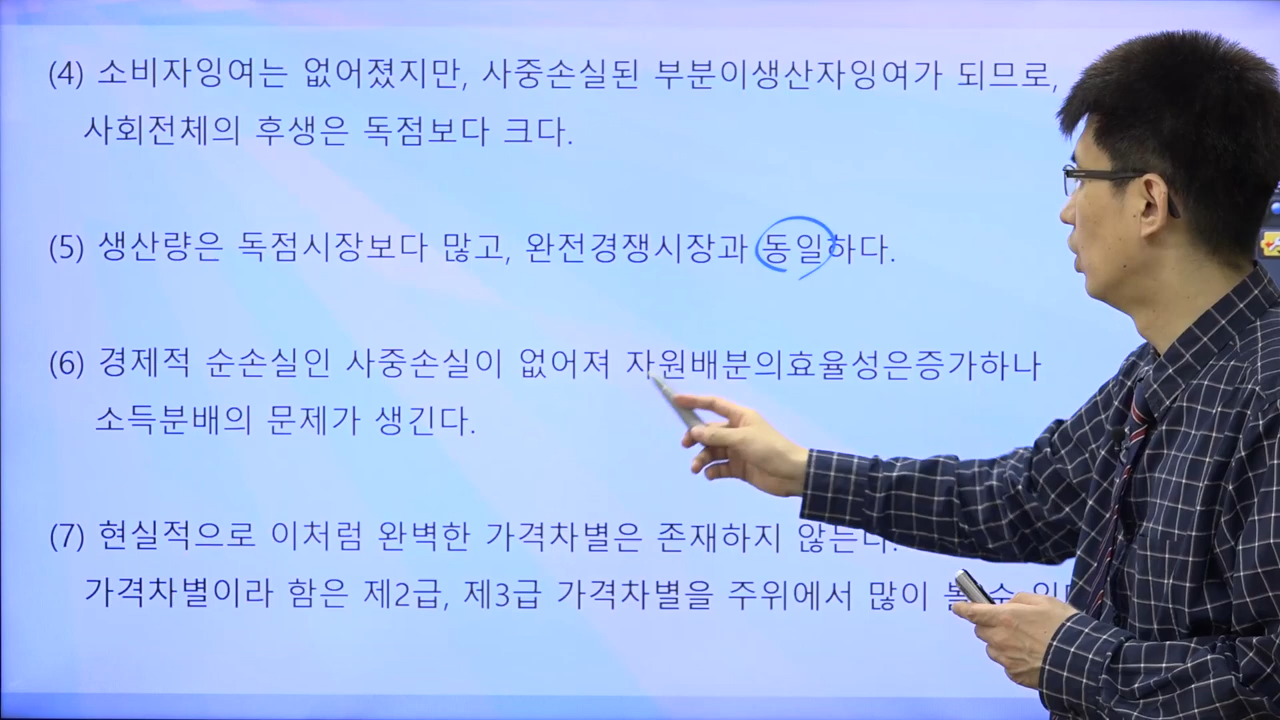 (4) 소비자잉여는 없어졌지만, 사중손실된 부분이생산자잉여가 되므로,
사회전체의 후생은 독점보다 크다.
(5) 생산량은 독점시장보다 많고, 완전경쟁시장과 동일하다.
(6) 경제적 순손실인 사중손실이 없어져 자원배분의효율성은증가하나
소득분배의 문제가 생긴다.
(7) 현실적으로 이처럼 완벽한 가격차별은 존재하지 않는다.
가격차별이라 함은 제2급, 제3급 가격차별을 주위에서 많이